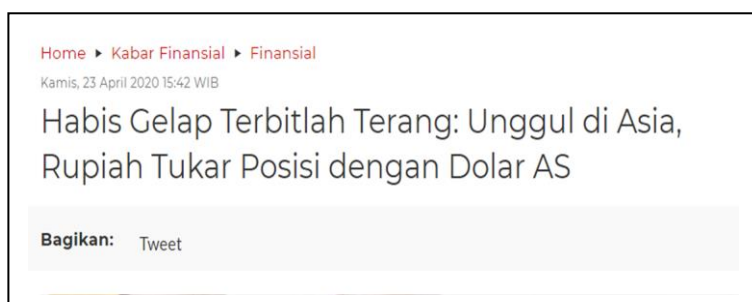 Home ▸ Kabar Finansial ▸ Finansial
Kamis, 23 April 2020 15:42 WIB
Habis Gelap Terbitlah Terang: Unggul di Asia,
Rupiah Tukar Posisi dengan Dolar AS
Bagikan: Tweet